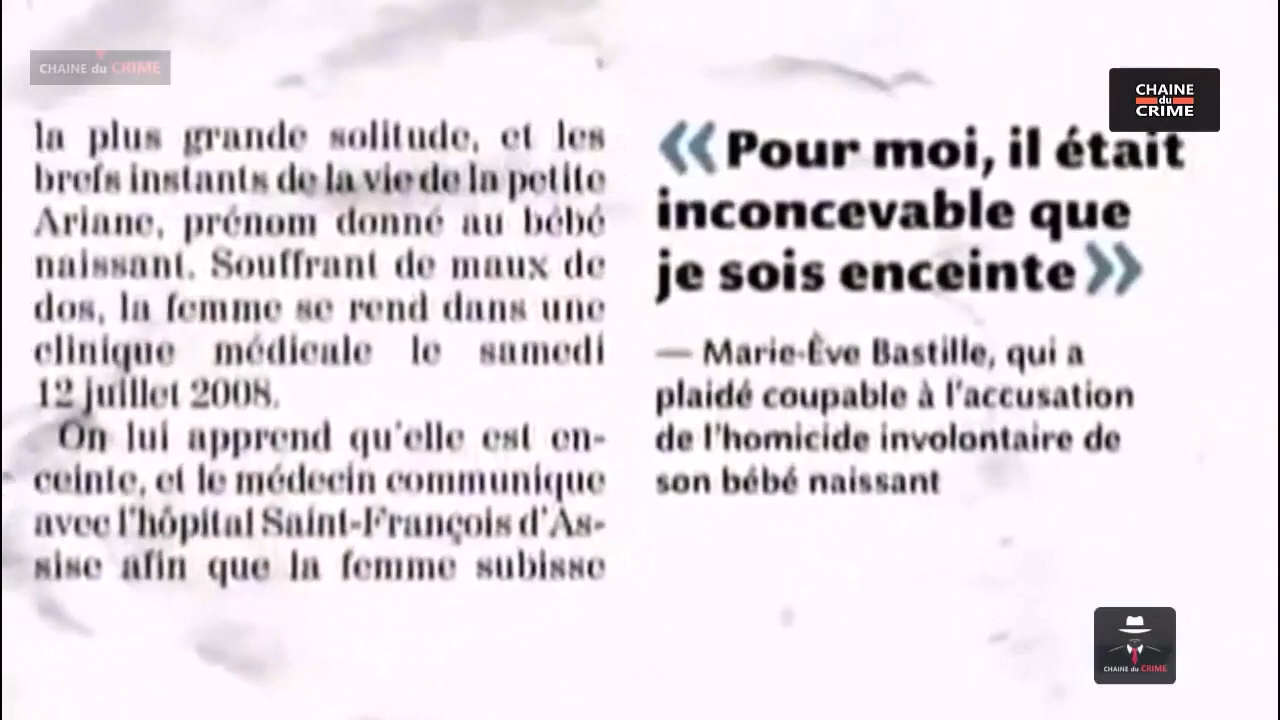 CHAINE du CRIME
CHAINE
du
CRIME
la plus grande solitude, et les
brefs instants de la vie de la petite
Ariane, prénom donné au bébé
naissant. Souffrant de maux de
dos, la femme se rend dans une
clinique médicale le samedi
12 juillet 2008.
On lui apprend qu'elle est en-
ceinte, et le médecin communique
avec l'hôpital Saint-François d'As-
sise afin que la femme subisse
« Pour moi, il était
inconcevable que
je sois enceinte »
— Marie-Ève Bastille, qui a
plaidé coupable à l'accusation
de l'homicide involontaire de
son bébé naissant
CHAINE du CRIME